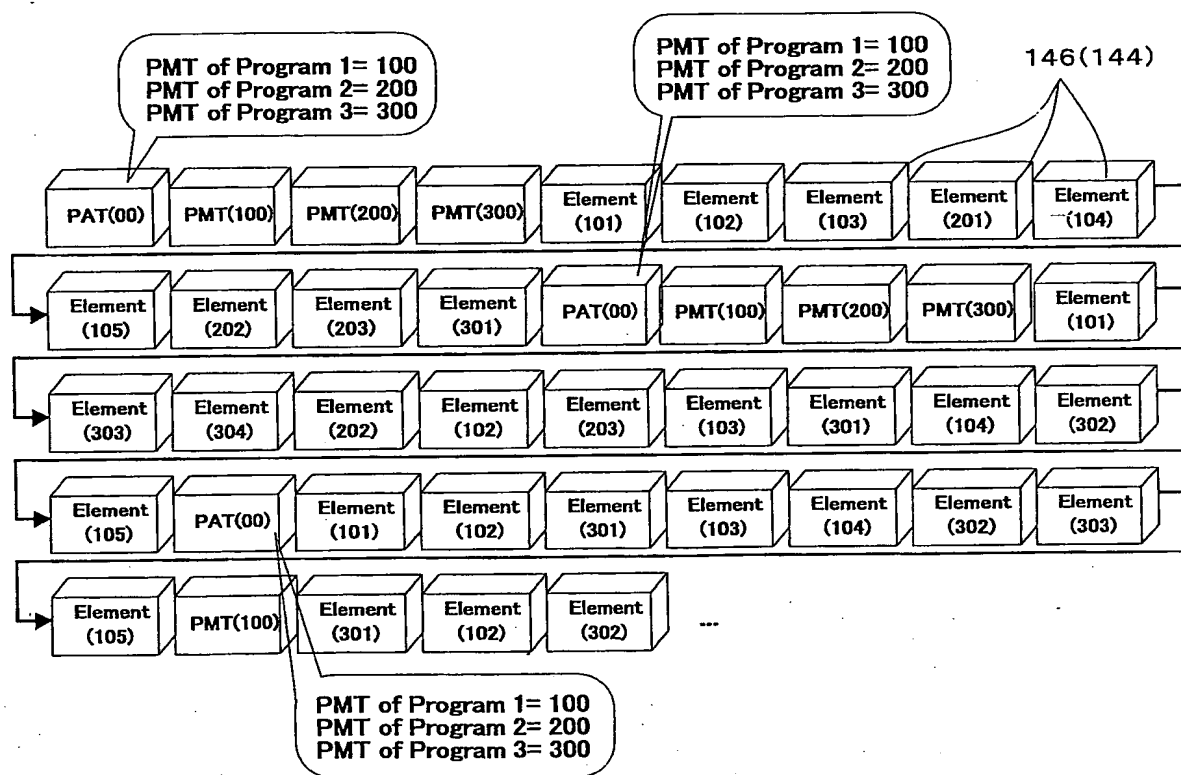 PMT of Program 1= 100
PMT of Program 2= 200
PMT of Program 3= 300
PMT of Program 1= 100
PMT of Program 2= 200
PMT of Program 3= 300
146(144)
PAT(00)
PMT(100)
PMT(200)
PMT(300)
Element
(101)
Element
(102)
Element
(103)
Element
(201)
Element
(104)
Element
(105)
Element
(202)
Element
(203)
Element
(301)
PAT(00)
PMT(100)
PMT(200)
PMT(300)
Element
(101)
Element
(303)
Element
(304)
Element
(202)
Element
(102)
Element
(203)
Element
(103)
Element
(301)
Element
(104)
Element
(302)
Element
(105)
PAT(00)
Element
(101)
Element
(102)
Element
(301)
Element
(103)
Element
(104)
Element
(302)
Element
(303)
Element
(105)
PMT(100)
Element
(301)
Element
(102)
Element
(302)
...
PMT of Program 1= 100
PMT of Program 2= 200
PMT of Program 3= 300